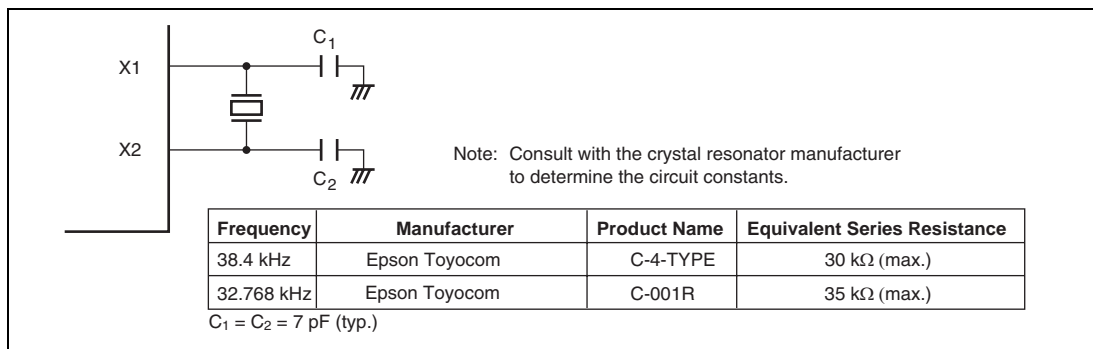 C1
X1
X2
C2
Note: Consult with the crystal resonator manufacturer
to determine the circuit constants.
Frequency Manufacturer Product Name Equivalent Series Resistance
38.4 kHz Epson Toyocom C-4-TYPE 30 kΩ (max.)
32.768 kHz Epson Toyocom C-001R 35 kΩ (max.)
C1 = C2 = 7 pF (typ.)